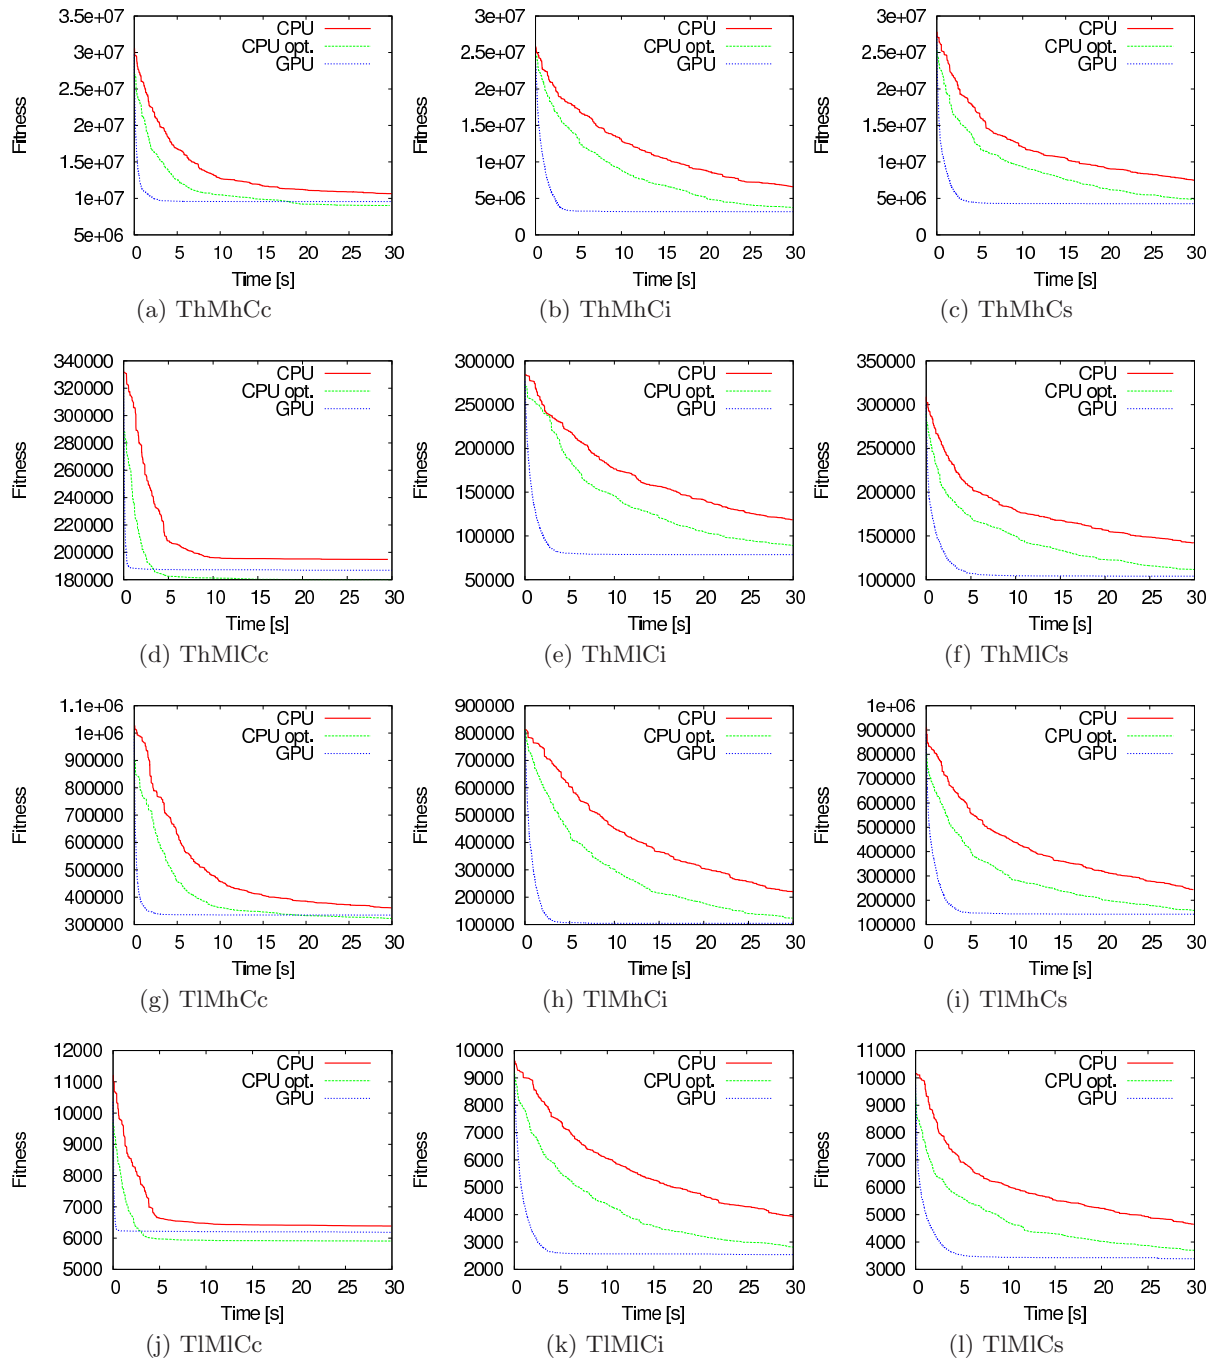 3.5e+07
3e+07
2.5e+07
2e+07
1.5e+07
1e+07
5e+06
Fitness
CPU
CPU opt.
GPU
0 5 10 15 20 25 30
Time [s]
(a) ThMhCc
3e+07
2.5e+07
2e+07
1.5e+07
1e+07
5e+06
0
Fitness
CPU
CPU opt.
GPU
0 5 10 15 20 25 30
Time [s]
(b) ThMhCi
3e+07
2.5e+07
2e+07
1.5e+07
1e+07
5e+06
0
Fitness
CPU
CPU opt.
GPU
0 5 10 15 20 25 30
Time [s]
(c) ThMhCs
340000
320000
300000
280000
260000
240000
220000
200000
180000
Fitness
CPU
CPU opt.
GPU
0 5 10 15 20 25 30
Time [s]
(d) ThMlCc
300000
250000
200000
150000
100000
50000
Fitness
CPU
CPU opt.
GPU
0 5 10 15 20 25 30
Time [s]
(e) ThMlCi
350000
300000
250000
200000
150000
100000
Fitness
CPU
CPU opt.
GPU
0 5 10 15 20 25 30
Time [s]
(f) ThMlCs
1.1e+06
1e+06
900000
800000
700000
600000
500000
400000
300000
Fitness
CPU
CPU opt.
GPU
0 5 10 15 20 25 30
Time [s]
(g) TlMhCc
900000
800000
700000
600000
500000
400000
300000
200000
100000
Fitness
CPU
CPU opt.
GPU
0 5 10 15 20 25 30
Time [s]
(h) TlMhCi
1e+06
900000
800000
700000
600000
500000
400000
300000
200000
100000
Fitness
CPU
CPU opt.
GPU
0 5 10 15 20 25 30
Time [s]
(i) TlMhCs
12000
11000
10000
9000
8000
7000
6000
5000
Fitness
CPU
CPU opt.
GPU
0 5 10 15 20 25 30
Time [s]
(j) TlMlCc
10000
9000
8000
7000
6000
5000
4000
3000
2000
Fitness
CPU
CPU opt.
GPU
0 5 10 15 20 25 30
Time [s]
(k) TlMlCi
11000
10000
9000
8000
7000
6000
5000
4000
3000
Fitness
CPU
CPU opt.
GPU
0 5 10 15 20 25 30
Time [s]
(l) TlMlCs